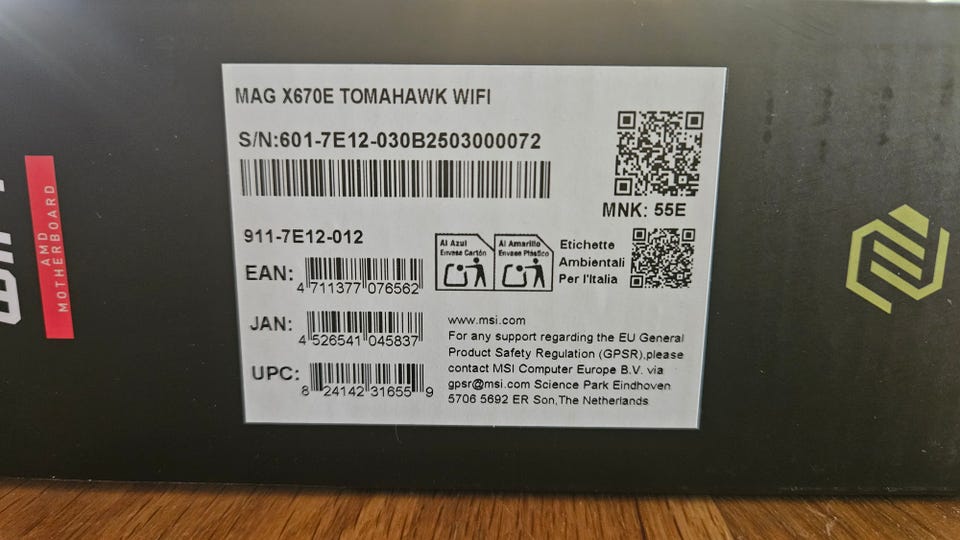 AMD
MOTHERBOARD
MAG X670E TOMAHAWK WIFI
S/N:601-7E12-030B2503000072
MNK: 55E
911-7E12-012
EAN:
4 711377 076562
JAN:
4 526541 045837
UPC:
8 24142 31655 9
Al Azul
Envase Cartón
Al Amarillo
Envase Plástico
Etichette
Ambientali
Per l'Italia
www.msi.com
For any support regarding the EU General
Product Safety Regulation (GPSR),please
contact MSI Computer Europe B.V. via
gpsr@msi.com Science Park Eindhoven
5706 5692 ER Son,The Netherlands